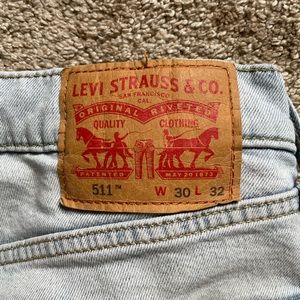 LEVI STRAUSS & CO.
SAN FRANCISCO
CAL.
ORIGINAL RIVETED
QUALITY CLOTHING
PATENTED MAY 20 1873
511™ W 30 L 32